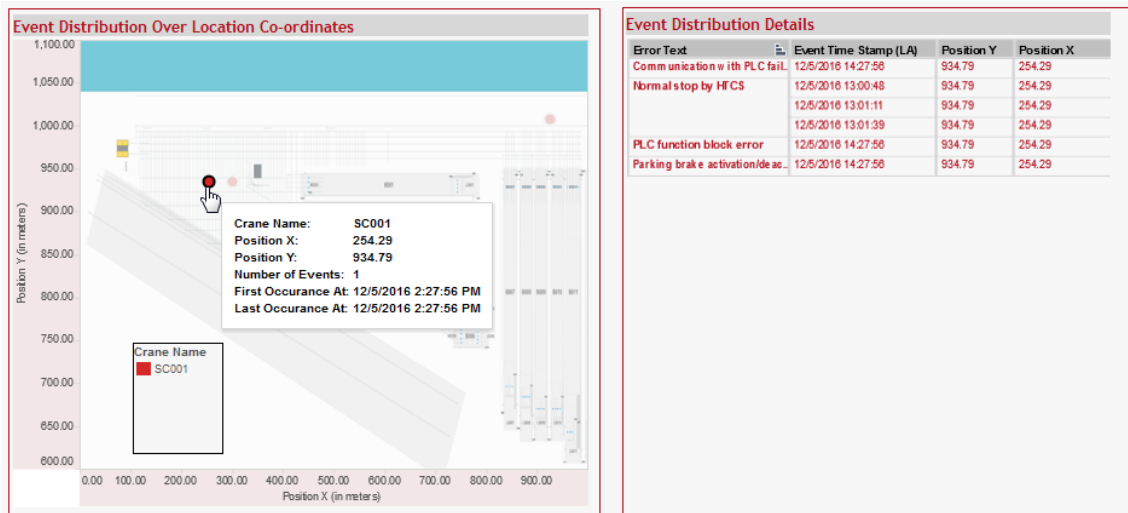 Event Distribution Over Location Co-ordinates
1,100.00
1,050.00
1,000.00
950.00
900.00
850.00
800.00
750.00
700.00
650.00
600.00
Position Y (in meters)
0.00 100.00 200.00 300.00 400.00 500.00 600.00 700.00 800.00 900.00
Position X (in meters)
Crane Name: SC001
Position X: 254.29
Position Y: 934.79
Number of Events: 1
First Occurance At: 12/5/2016 2:27:56 PM
Last Occurance At: 12/5/2016 2:27:56 PM
Crane Name
SC001
Event Distribution Details
Error Text Event Time Stamp (LA) Position Y Position X
Communication with PLC fail.. 12/5/2016 14:27:56 934.79 254.29
Normal stop by HTCS 12/5/2016 13:00:48 934.79 254.29
12/5/2016 13:01:11 934.79 254.29
12/5/2016 13:01:39 934.79 254.29
PLC function block error 12/5/2016 14:27:56 934.79 254.29
Parking brake activation/deac.. 12/5/2016 14:27:56 934.79 254.29